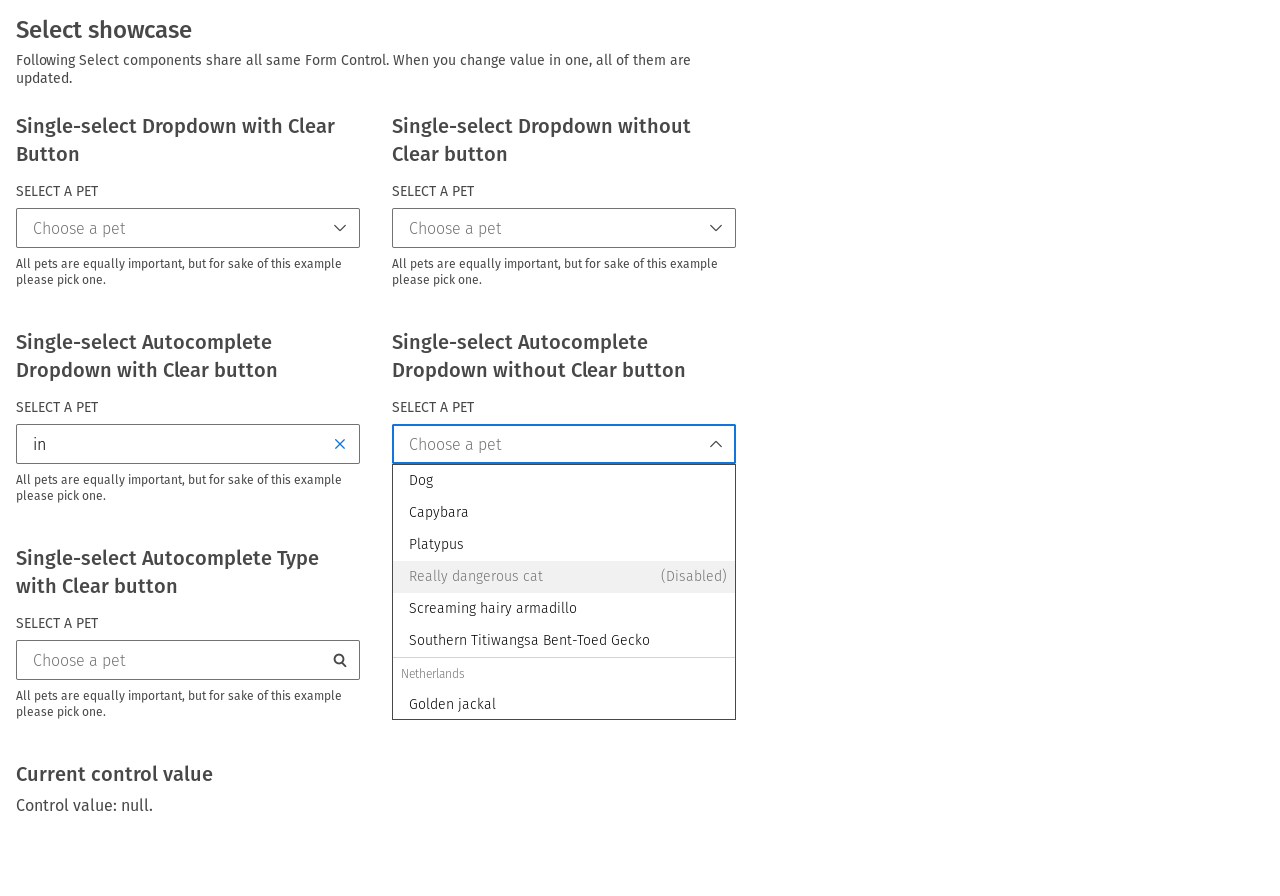 Select showcase
Following Select components share all same Form Control. When you change value in one, all of them are
updated.
Single-select Dropdown with Clear
Button
SELECT A PET
Choose a pet
All pets are equally important, but for sake of this example
please pick one.
Single-select Dropdown without
Clear button
SELECT A PET
Choose a pet
All pets are equally important, but for sake of this example
please pick one.
Single-select Autocomplete
Dropdown with Clear button
SELECT A PET
in
All pets are equally important, but for sake of this example
please pick one.
Single-select Autocomplete
Dropdown without Clear button
SELECT A PET
Choose a pet
Dog
Capybara
Platypus
Really dangerous cat (Disabled)
Screaming hairy armadillo
Southern Titiwangsa Bent-Toed Gecko
Netherlands
Golden jackal
Single-select Autocomplete Type
with Clear button
SELECT A PET
Choose a pet
All pets are equally important, but for sake of this example
please pick one.
Current control value
Control value: null.